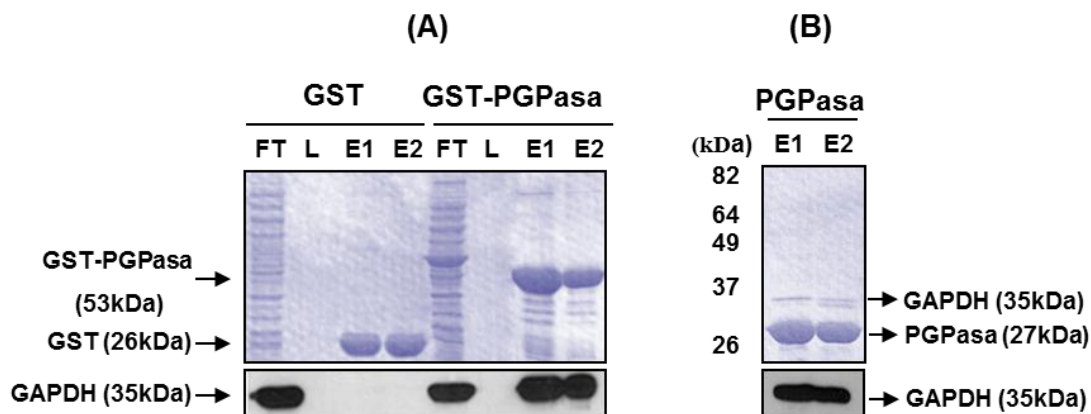 (A)
(B)
GST GST-PGPasa
PGPasa
FT L E1 E2 FT L E1 E2
(kDa) E1 E2
82
64
49
37
26
GST-PGPasa
(53kDa)
GST (26kDa)
GAPDH (35kDa)
GAPDH (35kDa)
PGPasa (27kDa)
GAPDH (35kDa)